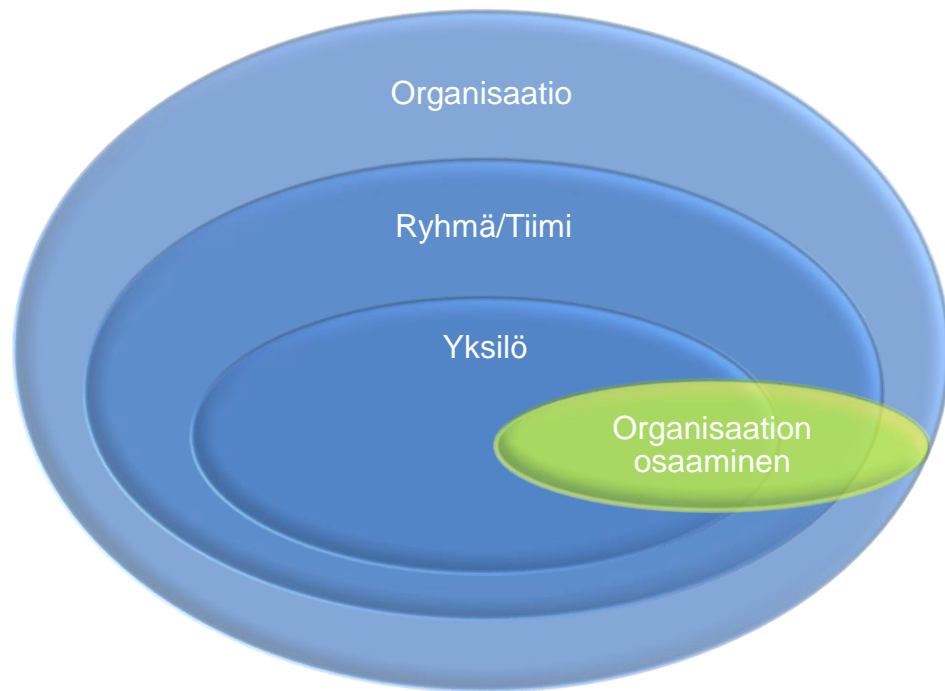 Organisaatio
Ryhmä/Tiimi
Yksilö
Organisaation
osaaminen